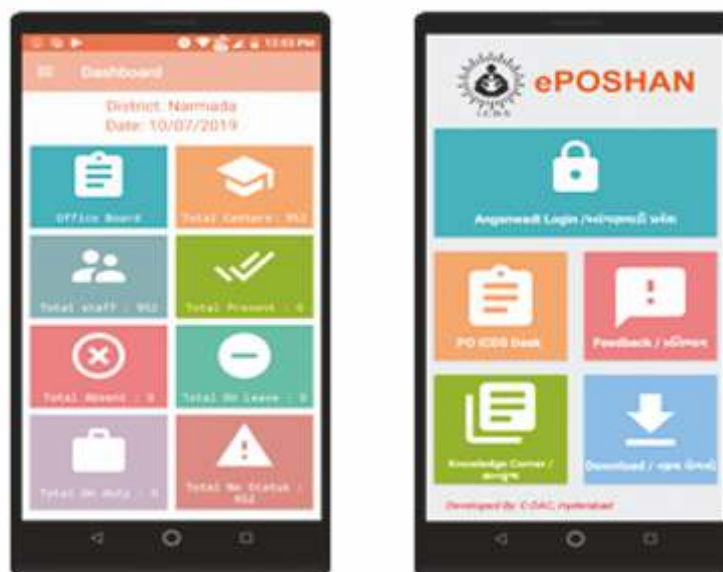 12:53 PM
Dashboard
District: Narmada
Date: 10/07/2019
Office Board
Total Centers: 952
Total staff : 952
Total Present : 0
Total Absent : 0
Total On Leave : 0
Total On duty : 0
Total No Status :
952
I.C.D.S
ePOSHAN
Anganwadi Login /
PO ICDS Desk
Feedback /
Knowledge Corner /
Download /
Developed By: C-DAC, Hyderabad